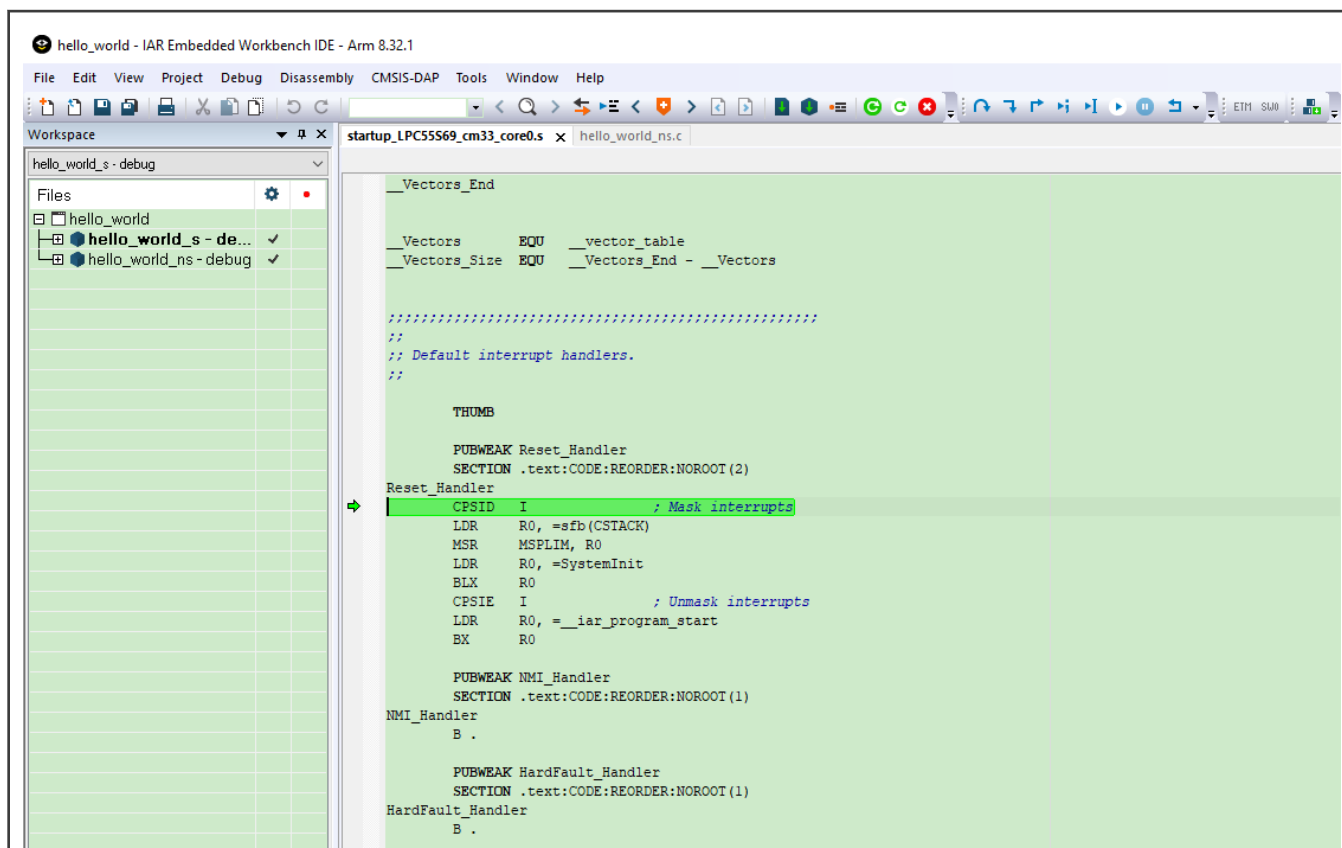 hello_world - IAR Embedded Workbench IDE - Arm 8.32.1
File Edit View Project Debug Disassembly CMSIS-DAP Tools Window Help
ETM SWO
Workspace
startup_LPC55S69_cm33_core0.s x hello_world_ns.c
hello_world_s - debug
Files
hello_world
hello_world_s - de...
hello_world_ns - debug
__Vectors_End
__Vectors EQU __vector_table
__Vectors_Size EQU __Vectors_End - __Vectors
;;;;;;;;;;;;;;;;;;;;;;;;;;;;;;;;;;;;;;;;;;;;;;;;;;;;
;;
;; Default interrupt handlers.
;;
THUMB
PUBWEAK Reset_Handler
SECTION .text:CODE:REORDER:NOROOT(2)
Reset_Handler
CPSID I ; Mask interrupts
LDR R0, =sfb(CSTACK)
MSR MSPLIM, R0
LDR R0, =SystemInit
BLX R0
CPSIE I ; Unmask interrupts
LDR R0, =__iar_program_start
BX R0
PUBWEAK NMI_Handler
SECTION .text:CODE:REORDER:NOROOT(1)
NMI_Handler
B .
PUBWEAK HardFault_Handler
SECTION .text:CODE:REORDER:NOROOT(1)
HardFault_Handler
B .